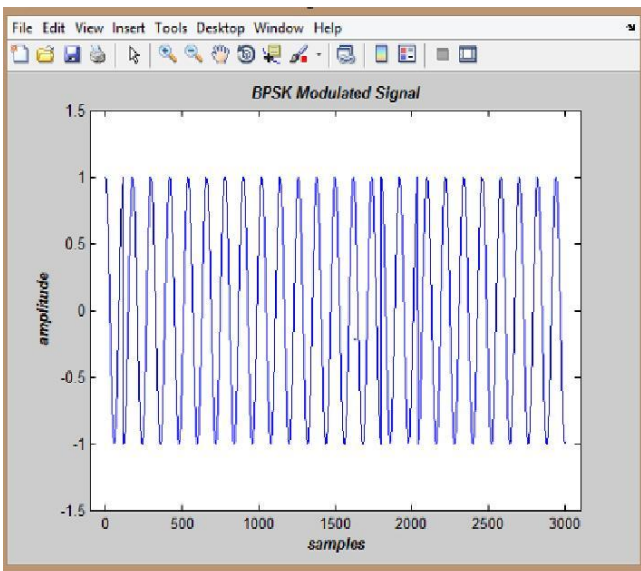 File Edit View Insert Tools Desktop Window Help
BPSK Modulated Signal
1.5
1
0.5
0
-0.5
-1
-1.5
amplitude
0 500 1000 1500 2000 2500 3000
samples